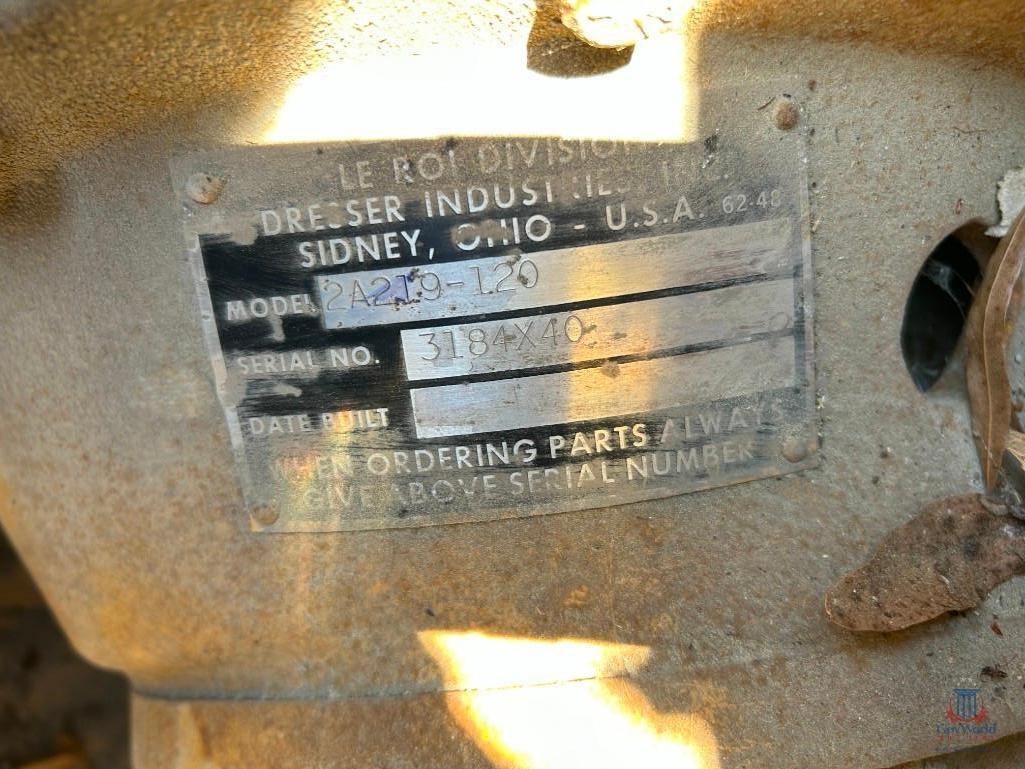 LE ROI DIVISION
DRESSER INDUSTRIES, INC.
SIDNEY, OHIO - U.S.A. 62-48
MODEL 2A219-120
SERIAL NO. 3184X40
DATE BUILT
WHEN ORDERING PARTS ALWAYS
GIVE ABOVE SERIAL NUMBER
GovWorld